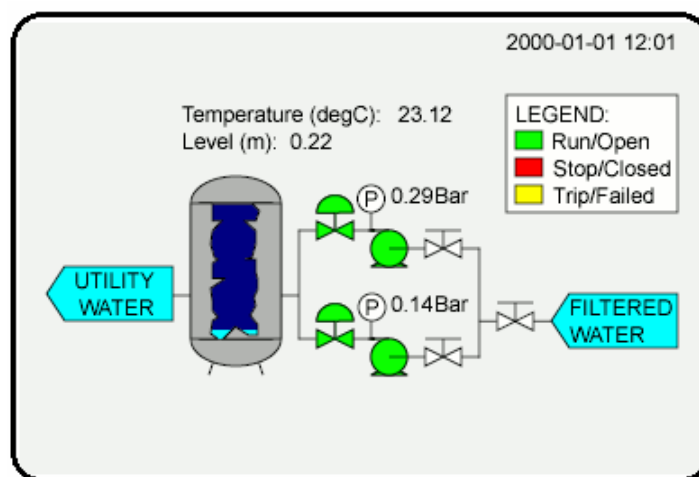 2000-01-01 12:01
Temperature (degC): 23.12
Level (m): 0.22
LEGEND:
Run/Open
Stop/Closed
Trip/Failed
P 0.29Bar
UTILITY
WATER
P 0.14Bar
FILTERED
WATER